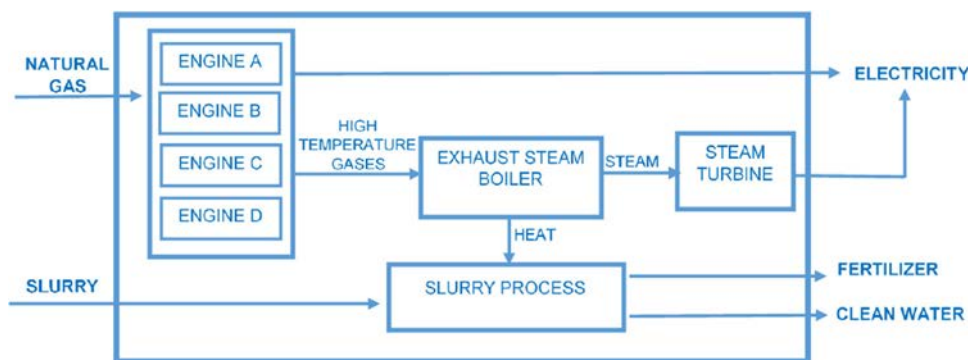 NATURAL
GAS
ENGINE A
ENGINE B
ENGINE C
ENGINE D
HIGH
TEMPERATURE
GASES
EXHAUST STEAM
BOILER
STEAM
STEAM
TURBINE
ELECTRICITY
HEAT
SLURRY
SLURRY PROCESS
FERTILIZER
CLEAN WATER